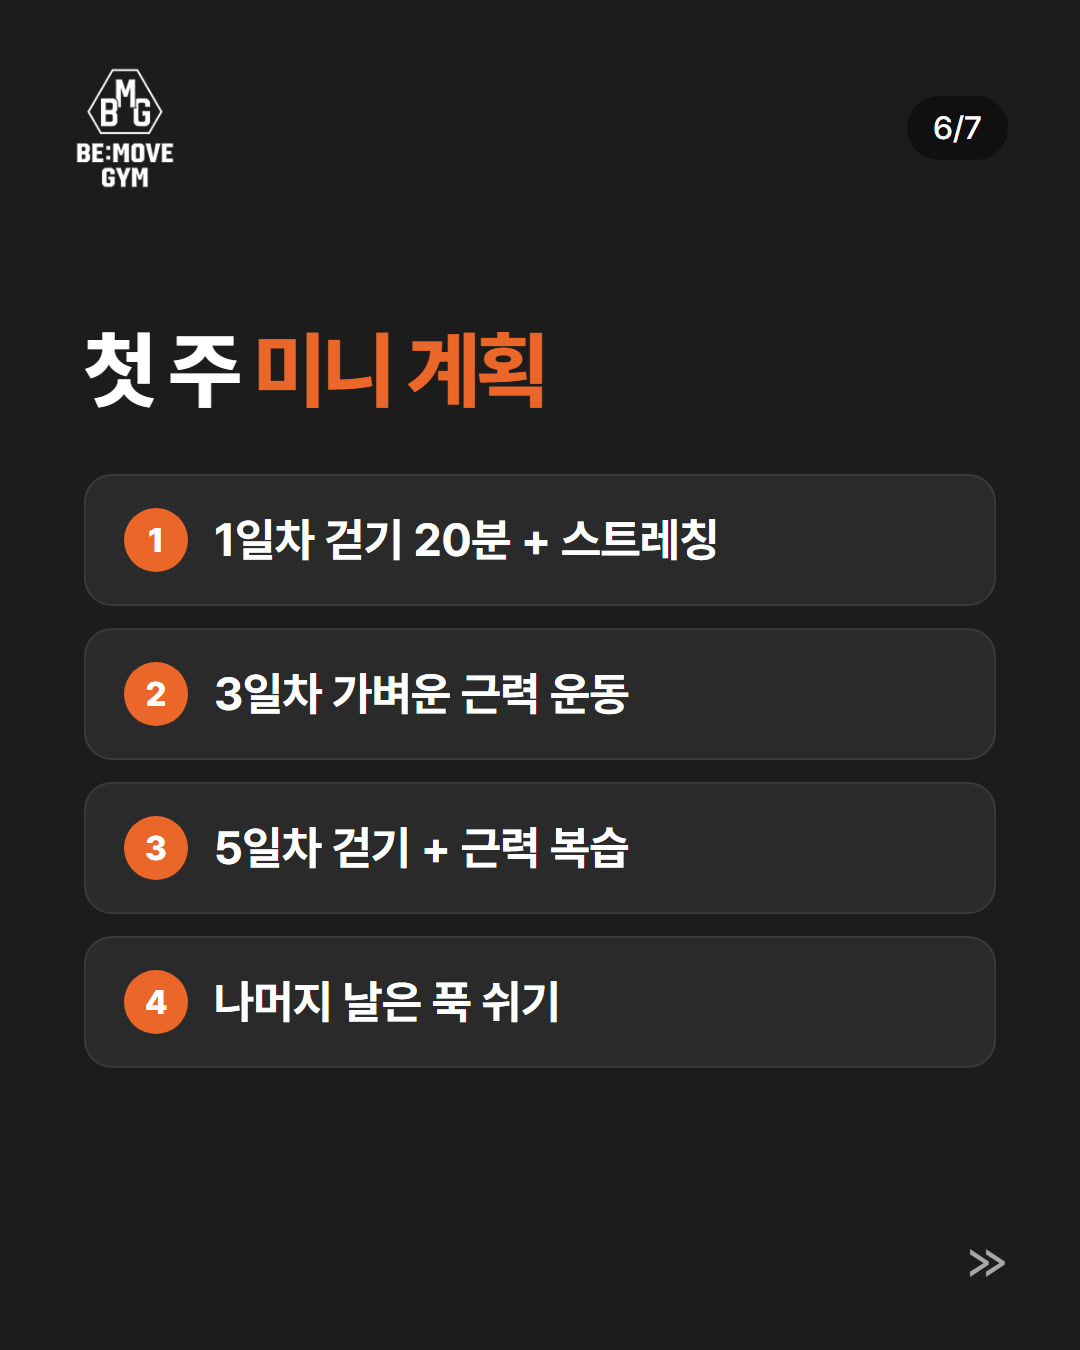 BMG
BE:MOVE
GYM
6/7
첫 주 미니 계획
1 1일차 걷기 20분 + 스트레칭
2 3일차 가벼운 근력 운동
3 5일차 걷기 + 근력 복습
4 나머지 날은 푹 쉬기